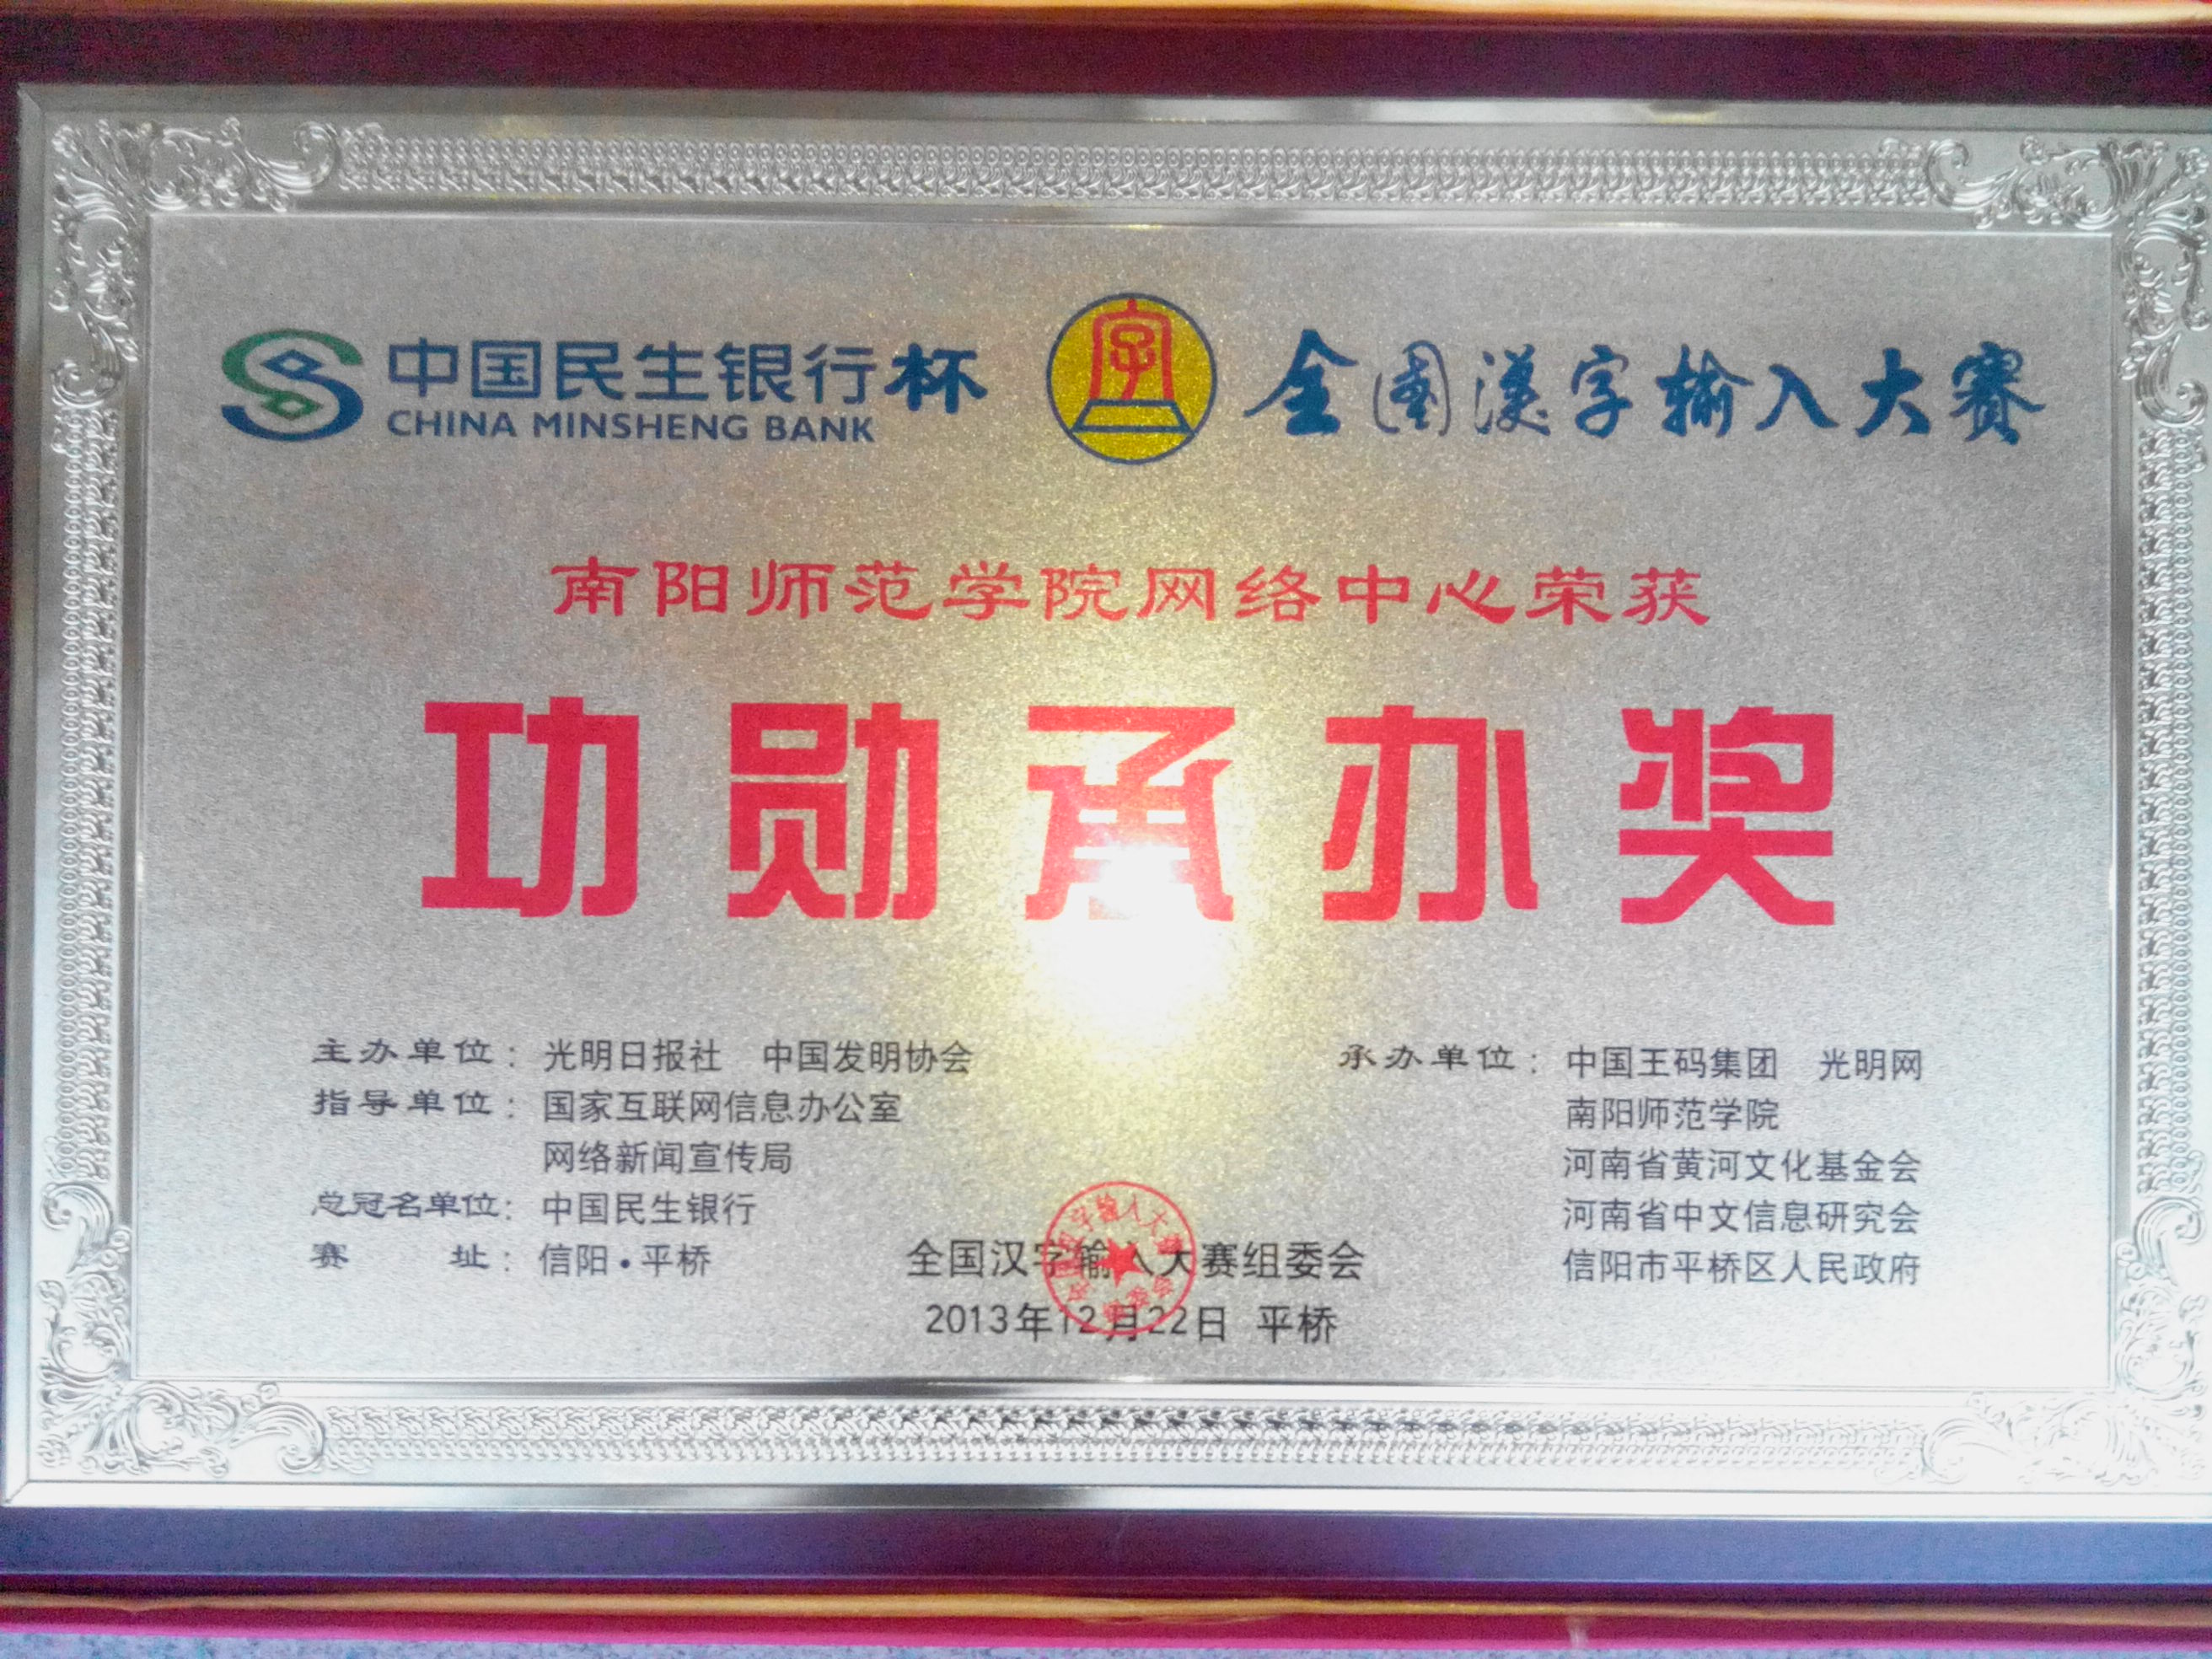 中国民生银行杯 字 全国汉字输入大赛
CHINA MINSHENG BANK
南阳师范学院网络中心荣获
功勋承办奖
主办单位：光明日报社 中国发明协会
指导单位：国家互联网信息办公室
网络新闻宣传局
总冠名单位：中国民生银行
赛 址：信阳·平桥
承办单位：中国王码集团 光明网
南阳师范学院
河南省黄河文化基金会
河南省中文信息研究会
信阳市平桥区人民政府
全国汉字输入大赛组委会
2013年12月22日 平桥